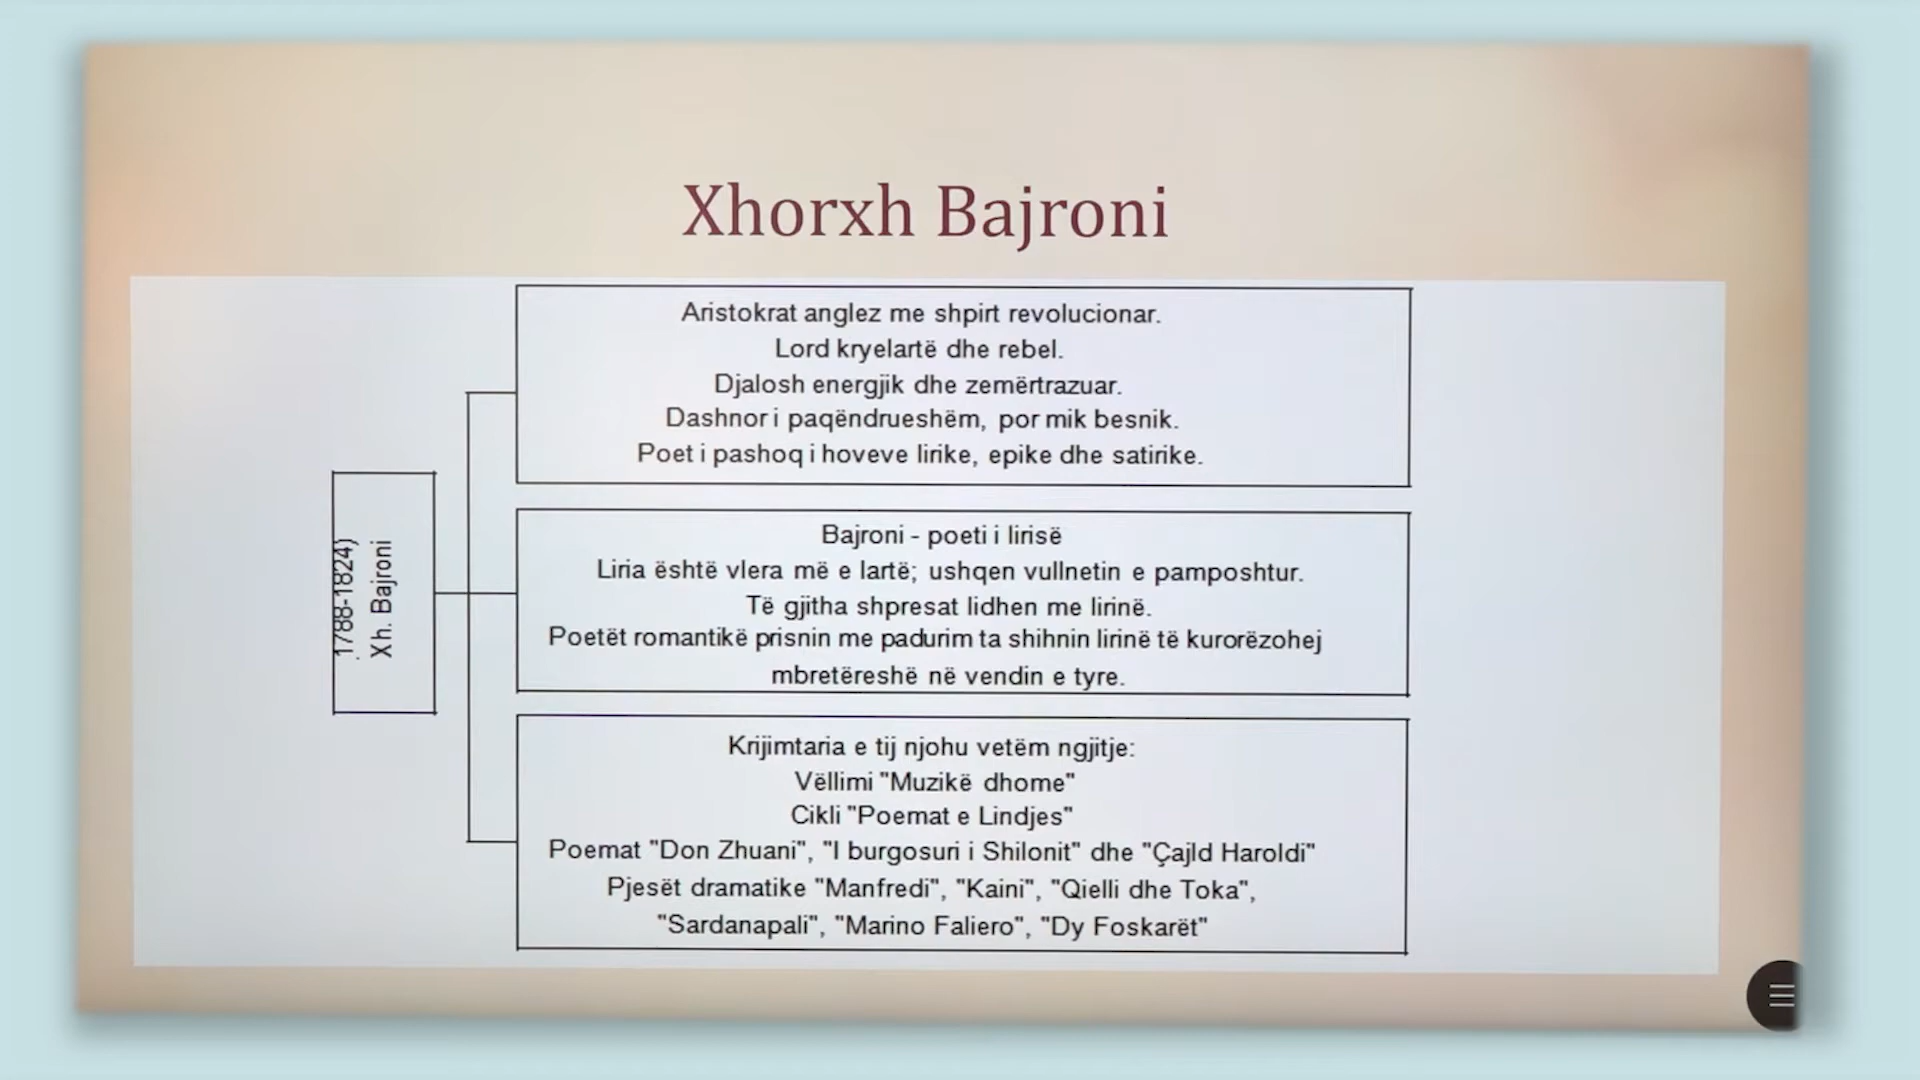 Xhorxh Bajroni
1788-1824)
Xh. Bajroni
Aristokrat anglez me shpirt revolucionar.
Lord kryelartë dhe rebel.
Djalosh energjik dhe zemërtrazuar.
Dashnor i paqëndrueshëm, por mik besnik.
Poet i pashoq i hoveve lirike, epike dhe satirike.
Bajroni - poeti i lirisë
Liria është vlera më e lartë; ushqen vullnetin e pamposhtur.
Të gjitha shpresat lidhen me lirinë.
Poetët romantikë prisnin me padurim ta shihnin lirinë të kurorëzohej
mbretëreshë në vendin e tyre.
Krijimtaria e tij njohu vetëm ngjitje:
Vëllimi "Muzikë dhome"
Cikli "Poemat e Lindjes"
Poemat "Don Zhuani", "I burgosuri i Shilonit" dhe "Çajld Haroldi"
Pjesët dramatike "Manfredi", "Kaini", "Qielli dhe Toka",
"Sardanapali", "Marino Faliero", "Dy Foskarët"